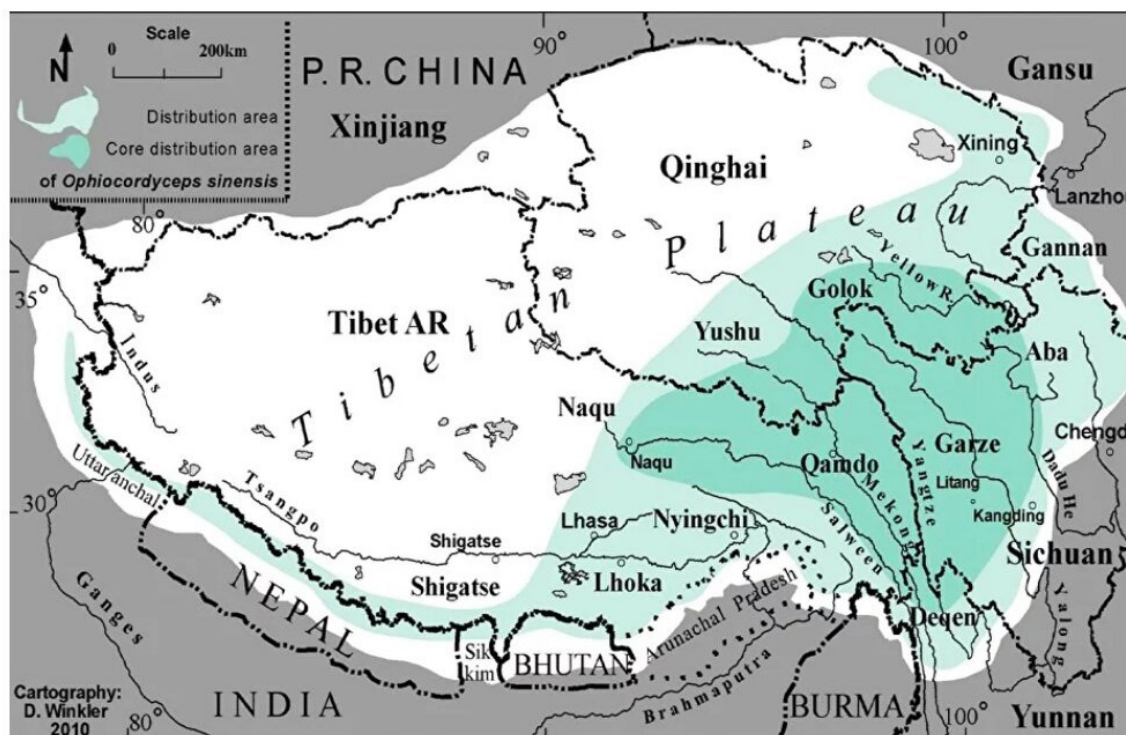 Scale
0 200km
N
Distribution area
Core distribution area
of Ophiocordyceps sinensis
90°
100°
P. R. CHINA
Xinjiang
Gansu
Xining
Qinghai
Lanzhou
80°
Plateau
Gannan
Yellow R.
35°
Golok
Tibet AR
Tibetan
Yushu
Aba
Indus
Naqu
Naqu
Chengd
Garze
Qamdo
Yangtze
Litang
Dadu He
Uttaranchal
Mekong
Kangding
30°
Tsangpo
Lhasa
Nyingchi
Salween
Shigatse
Sichuan
Shigatse
Lhoka
Ganges
NEPAL
Arunachal Pradesh
Deqen
Yalong
Sik
kim
BHUTAN
Brahmaputra
Cartography:
D. Winkler
2010
80°
INDIA
BURMA
100°
Yunnan